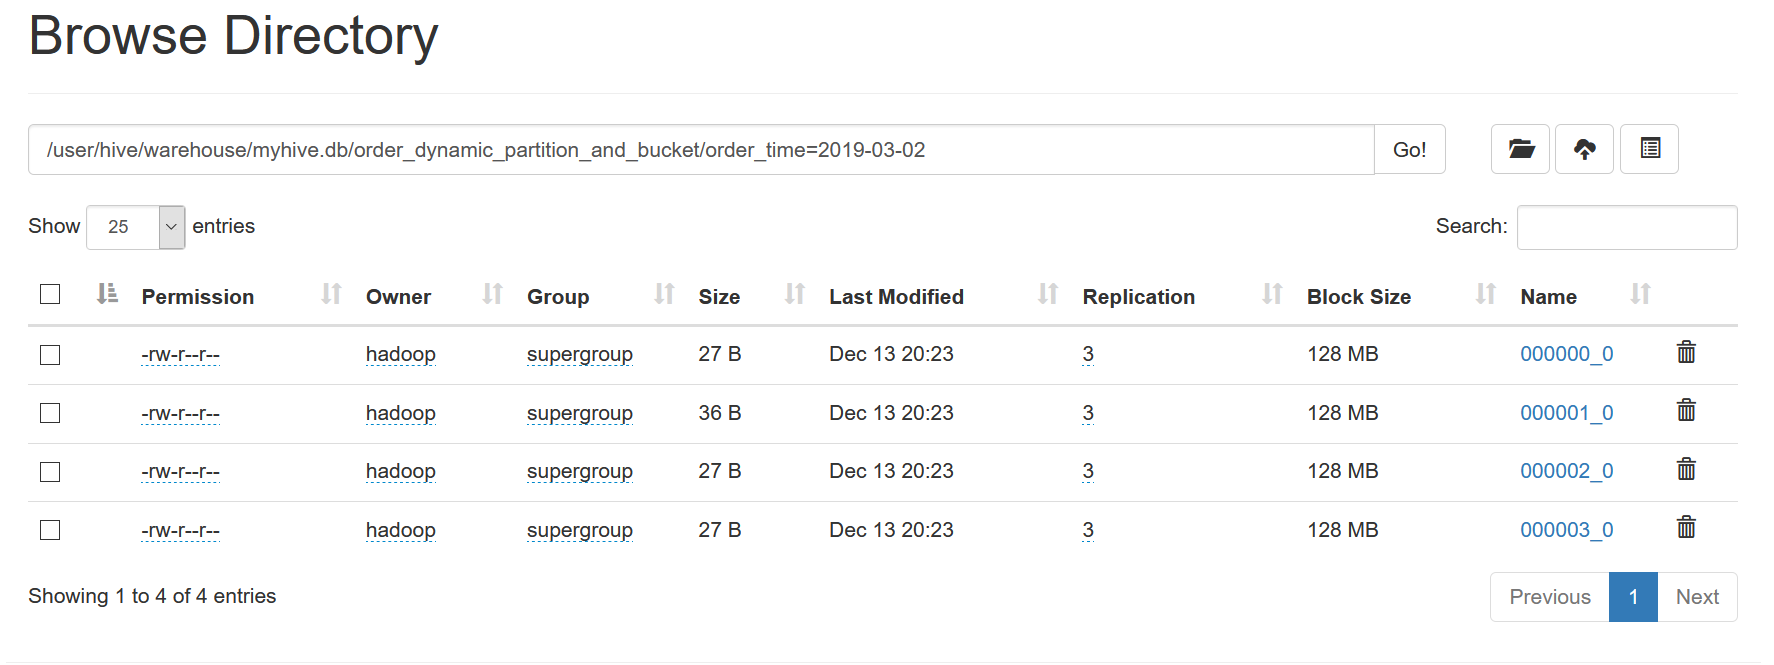 Browse Directory
/user/hive/warehouse/myhive.db/order_dynamic_partition_and_bucket/order_time=2019-03-02 Go!
Show 25 entries Search:
Permission Owner Group Size Last Modified Replication Block Size Name
-rw-r--r-- hadoop supergroup 27 B Dec 13 20:23 3 128 MB 000000_0
-rw-r--r-- hadoop supergroup 36 B Dec 13 20:23 3 128 MB 000001_0
-rw-r--r-- hadoop supergroup 27 B Dec 13 20:23 3 128 MB 000002_0
-rw-r--r-- hadoop supergroup 27 B Dec 13 20:23 3 128 MB 000003_0
Showing 1 to 4 of 4 entries Previous 1 Next